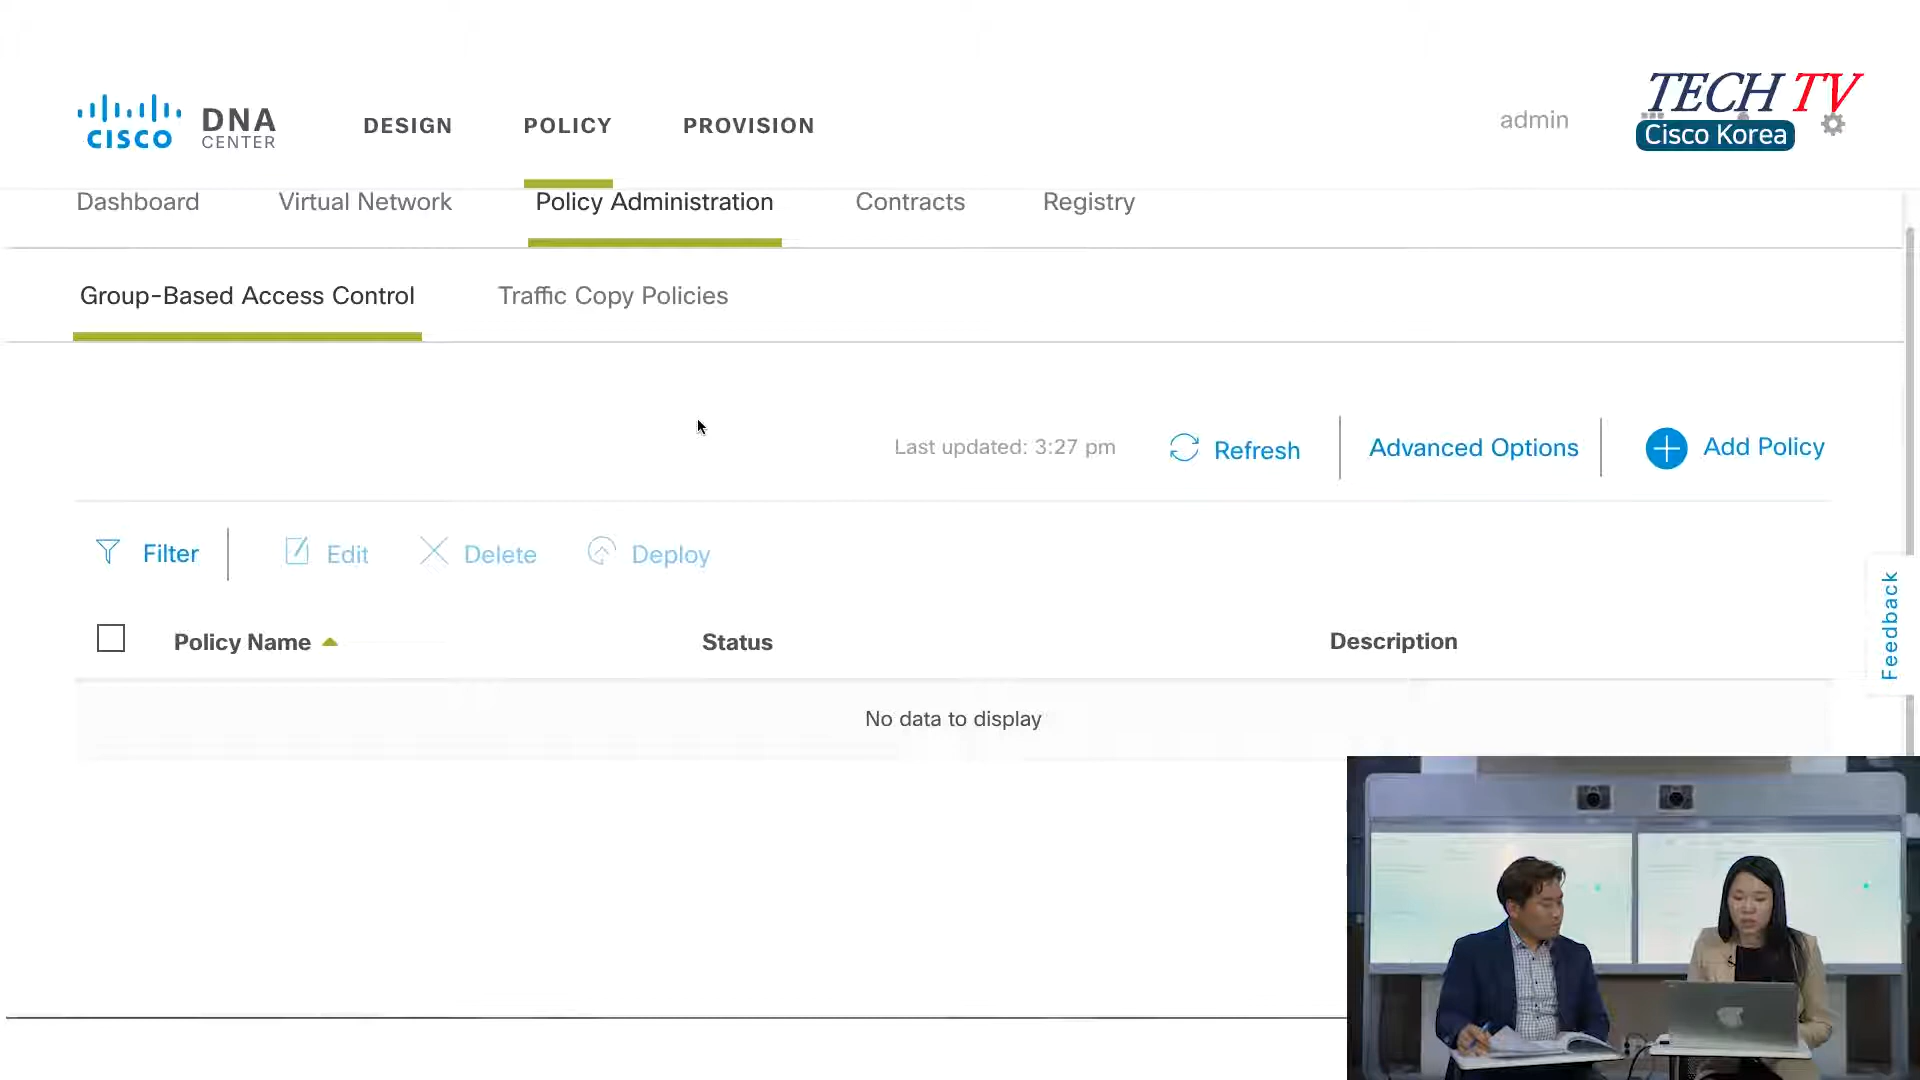 TECH TV
Cisco Korea
CISCO
DNA
CENTER
DESIGN
POLICY
PROVISION
admin
Dashboard
Virtual Network
Policy Administration
Contracts
Registry
Group-Based Access Control
Traffic Copy Policies
Last updated: 3:27 pm
Refresh
Advanced Options
Add Policy
Filter
Edit
Delete
Deploy
Policy Name
Status
Description
No data to display
Feedback